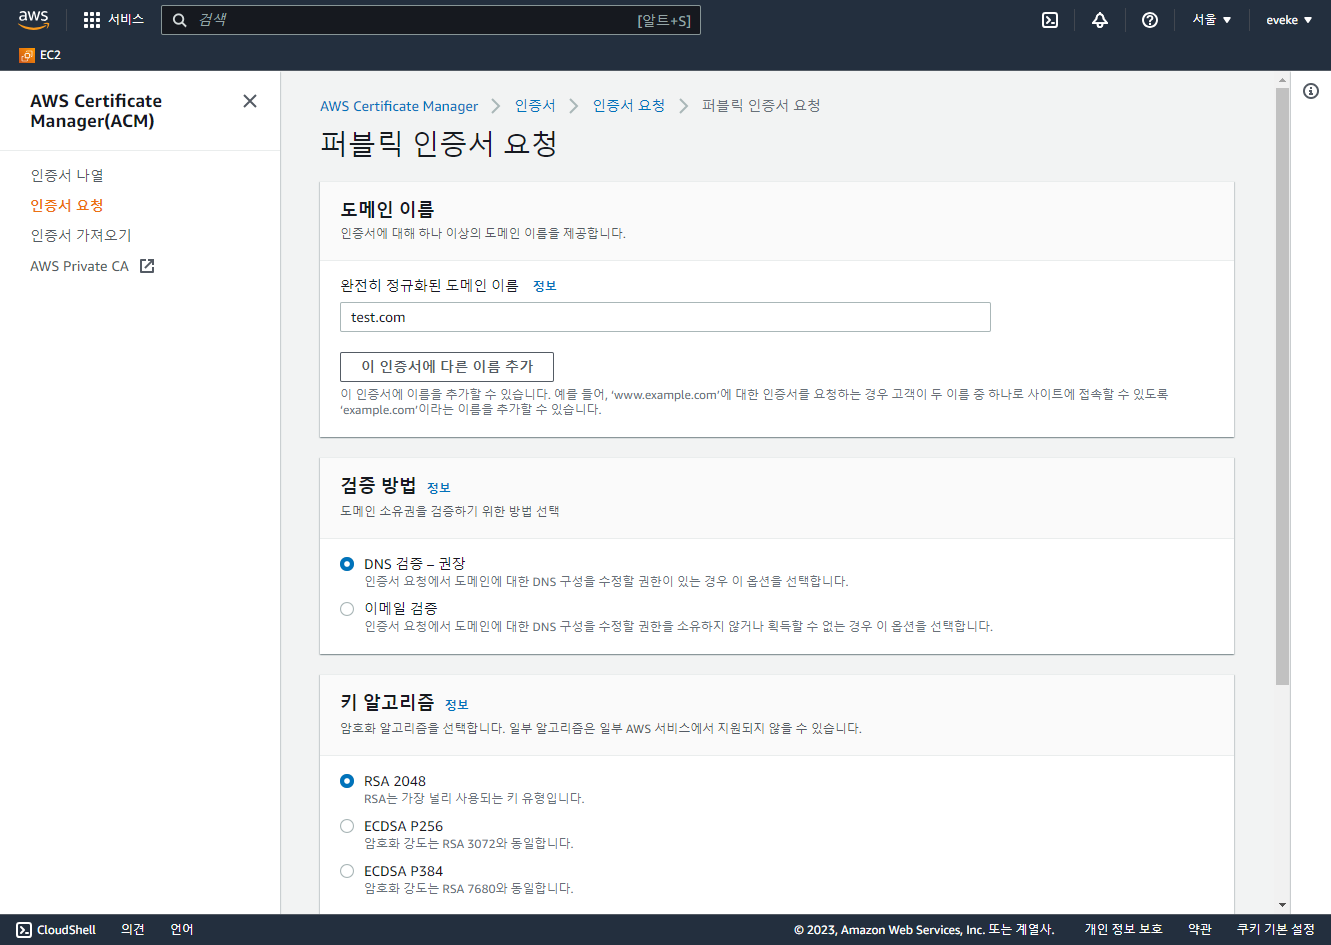 aws
서비스
검색
[알트+S]
서울
eveke
EC2
AWS Certificate
Manager(ACM)
인증서 나열
인증서 요청
인증서 가져오기
AWS Private CA
AWS Certificate Manager
인증서
인증서 요청
퍼블릭 인증서 요청
퍼블릭 인증서 요청
도메인 이름
인증서에 대해 하나 이상의 도메인 이름을 제공합니다.
완전히 정규화된 도메인 이름 정보
test.com
이 인증서에 다른 이름 추가
이 인증서에 이름을 추가할 수 있습니다. 예를 들어, 'www.example.com'에 대한 인증서를 요청하는 경우 고객이 두 이름 중 하나로 사이트에 접속할 수 있도록
'example.com'이라는 이름을 추가할 수 있습니다.
검증 방법 정보
도메인 소유권을 검증하기 위한 방법 선택
DNS 검증 – 권장
인증서 요청에서 도메인에 대한 DNS 구성을 수정할 권한이 있는 경우 이 옵션을 선택합니다.
이메일 검증
인증서 요청에서 도메인에 대한 DNS 구성을 수정할 권한을 소유하지 않거나 획득할 수 없는 경우 이 옵션을 선택합니다.
키 알고리즘 정보
암호화 알고리즘을 선택합니다. 일부 알고리즘은 일부 AWS 서비스에서 지원되지 않을 수 있습니다.
RSA 2048
RSA는 가장 널리 사용되는 키 유형입니다.
ECDSA P256
암호화 강도는 RSA 3072와 동일합니다.
ECDSA P384
암호화 강도는 RSA 7680와 동일합니다.
CloudShell
의견
언어
© 2023, Amazon Web Services, Inc. 또는 계열사.
개인 정보 보호
약관
쿠키 기본 설정